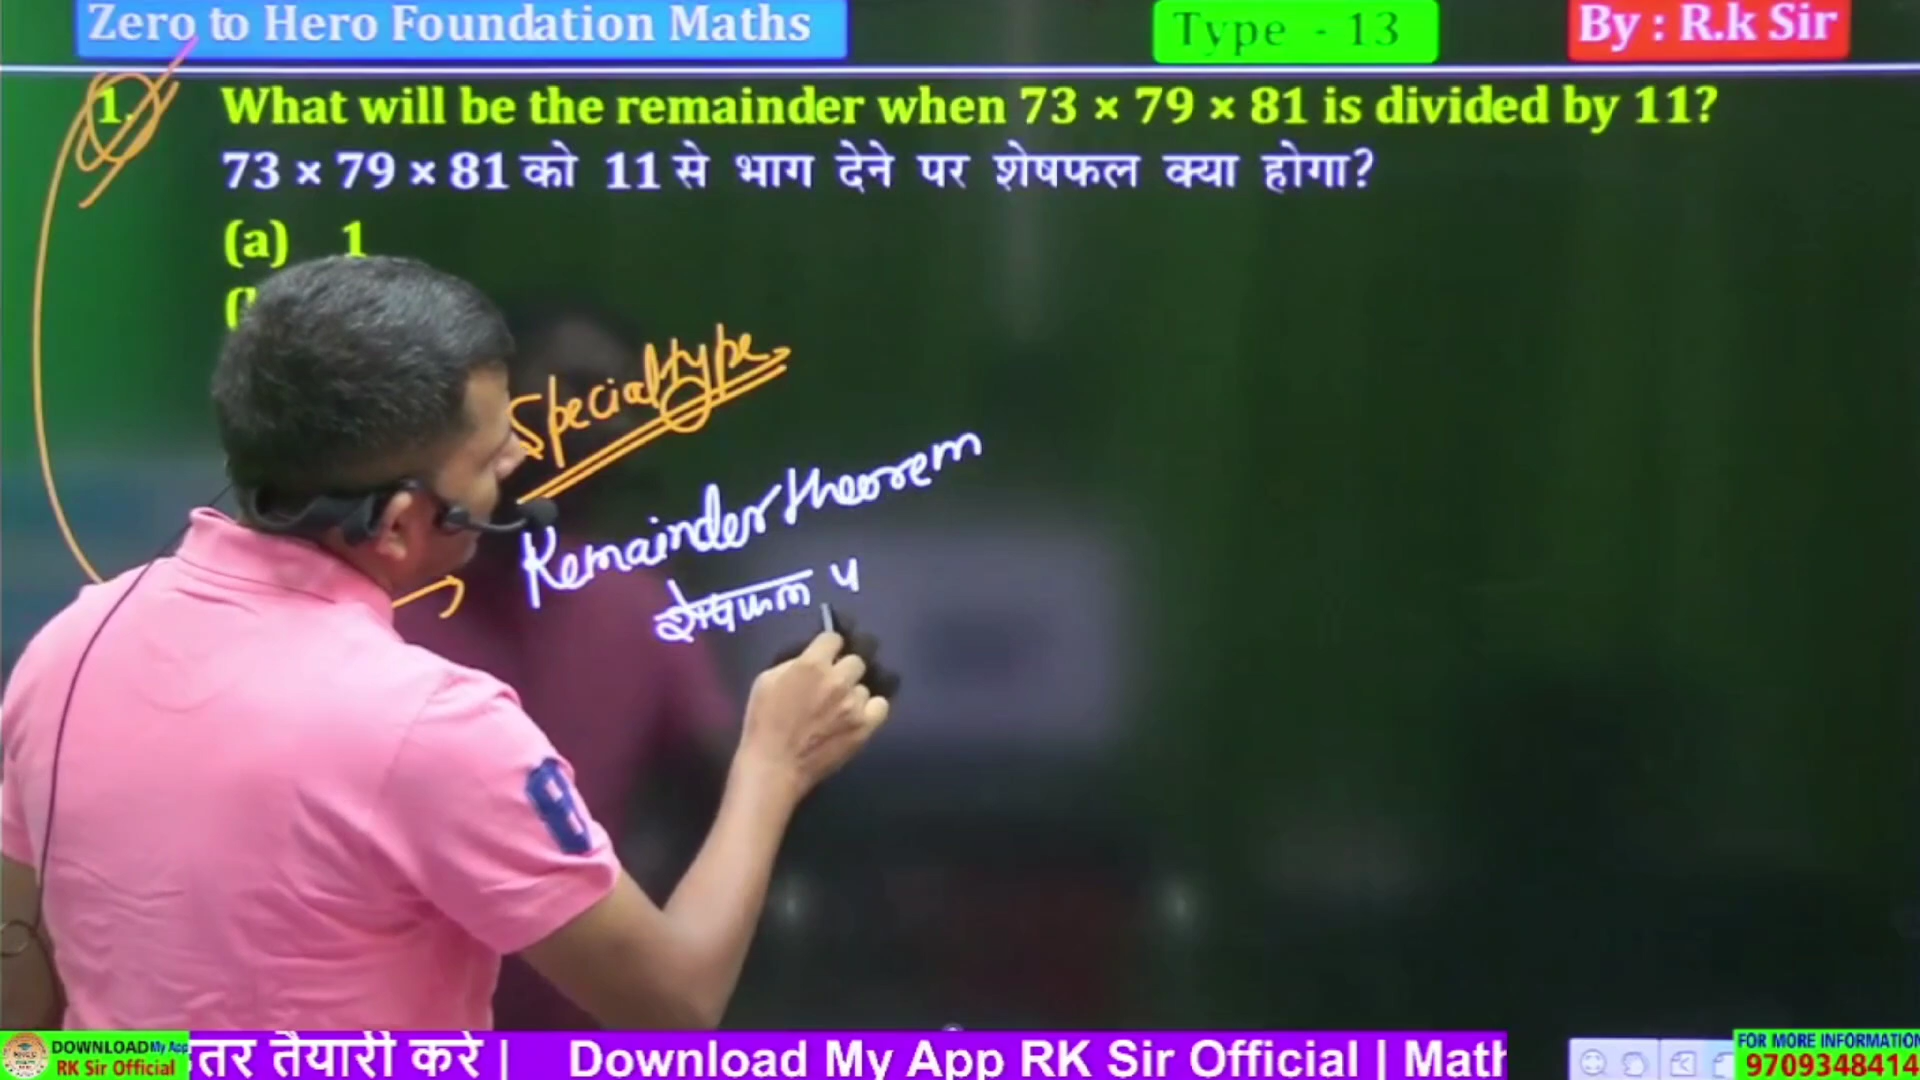 Zero to Hero Foundation Maths
Type - 13
By : R.k Sir
1. What will be the remainder when 73 × 79 × 81 is divided by 11?
73 × 79 × 81 को 11 से भाग देने पर शेषफल क्या होगा?
(a) 1
Special type
Remainder theorem
शेषफल प
DOWNLOAD My App
RK Sir Official
तर तैयारी करे | Download My App RK Sir Official | Math
FOR MORE INFORMATION
9709348414